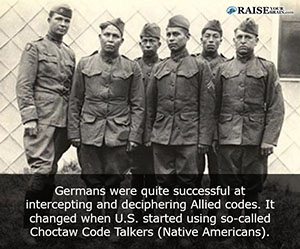 RAISE YOUR BRAIN.com
Germans were quite successful at
intercepting and deciphering Allied codes. It
changed when U.S. started using so-called
Choctaw Code Talkers (Native Americans).